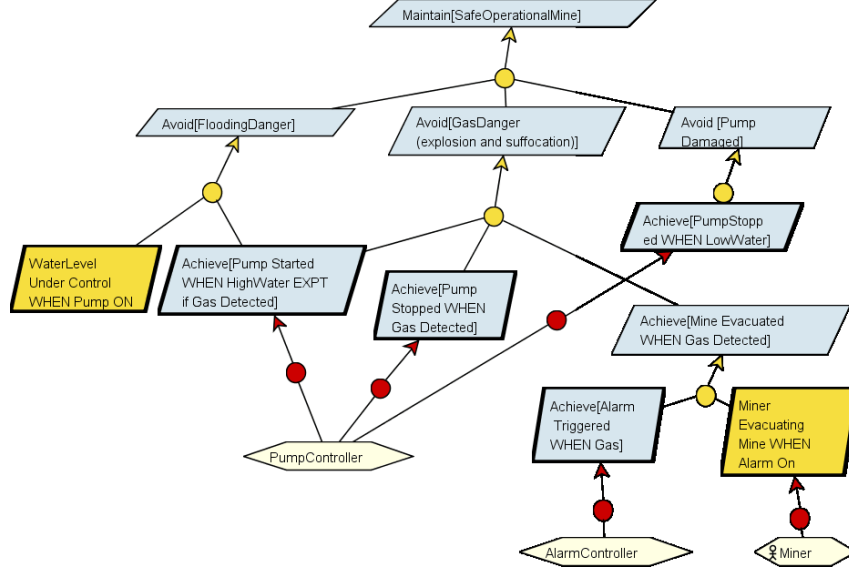 Maintain[SafeOperationalMine]
Avoid[FloodingDanger]
Avoid[GasDanger
(explosion and suffocation)]
Avoid [Pump
Damaged]
Achieve[PumpStopp
ed WHEN LowWater]
WaterLevel
Under Control
WHEN Pump ON
Achieve[Pump Started
WHEN HighWater EXPT
if Gas Detected]
Achieve[Pump
Stopped WHEN
Gas Detected]
Achieve[Mine Evacuated
WHEN Gas Detected]
Achieve[Alarm
Triggered
WHEN Gas]
Miner
Evacuating
Mine WHEN
Alarm On
PumpController
AlarmController
Miner